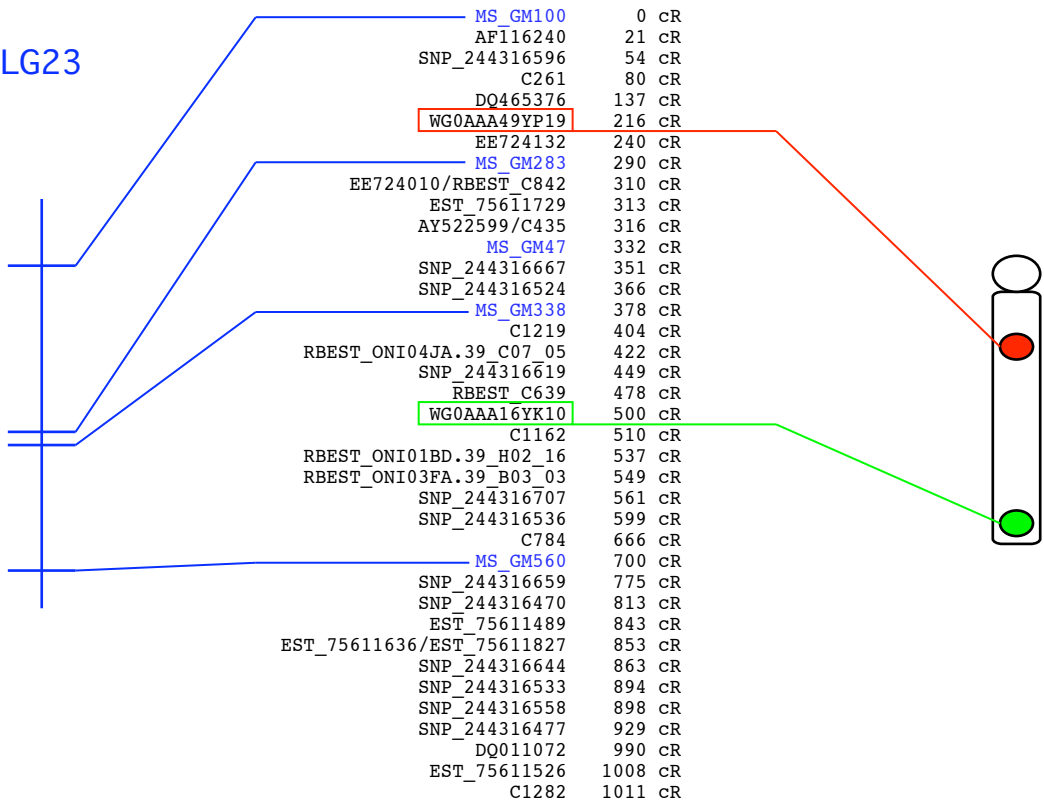 LG23
MS_GM100 0 cR
AF116240 21 cR
SNP_244316596 54 cR
C261 80 cR
DQ465376 137 cR
WG0AAA49YP19 216 cR
EE724132 240 cR
MS_GM283 290 cR
EE724010/RBEST_C842 310 cR
EST_75611729 313 cR
AY522599/C435 316 cR
MS_GM47 332 cR
SNP_244316667 351 cR
SNP_244316524 366 cR
MS_GM338 378 cR
C1219 404 cR
RBEST_ONI04JA.39_C07_05 422 cR
SNP_244316619 449 cR
RBEST_C639 478 cR
WG0AAA16YK10 500 cR
C1162 510 cR
RBEST_ONI01BD.39_H02_16 537 cR
RBEST_ONI03FA.39_B03_03 549 cR
SNP_244316707 561 cR
SNP_244316536 599 cR
C784 666 cR
MS_GM560 700 cR
SNP_244316659 775 cR
SNP_244316470 813 cR
EST_75611489 843 cR
EST_75611636/EST_75611827 853 cR
SNP_244316644 863 cR
SNP_244316533 894 cR
SNP_244316558 898 cR
SNP_244316477 929 cR
DQ011072 990 cR
EST_75611526 1008 cR
C1282 1011 cR